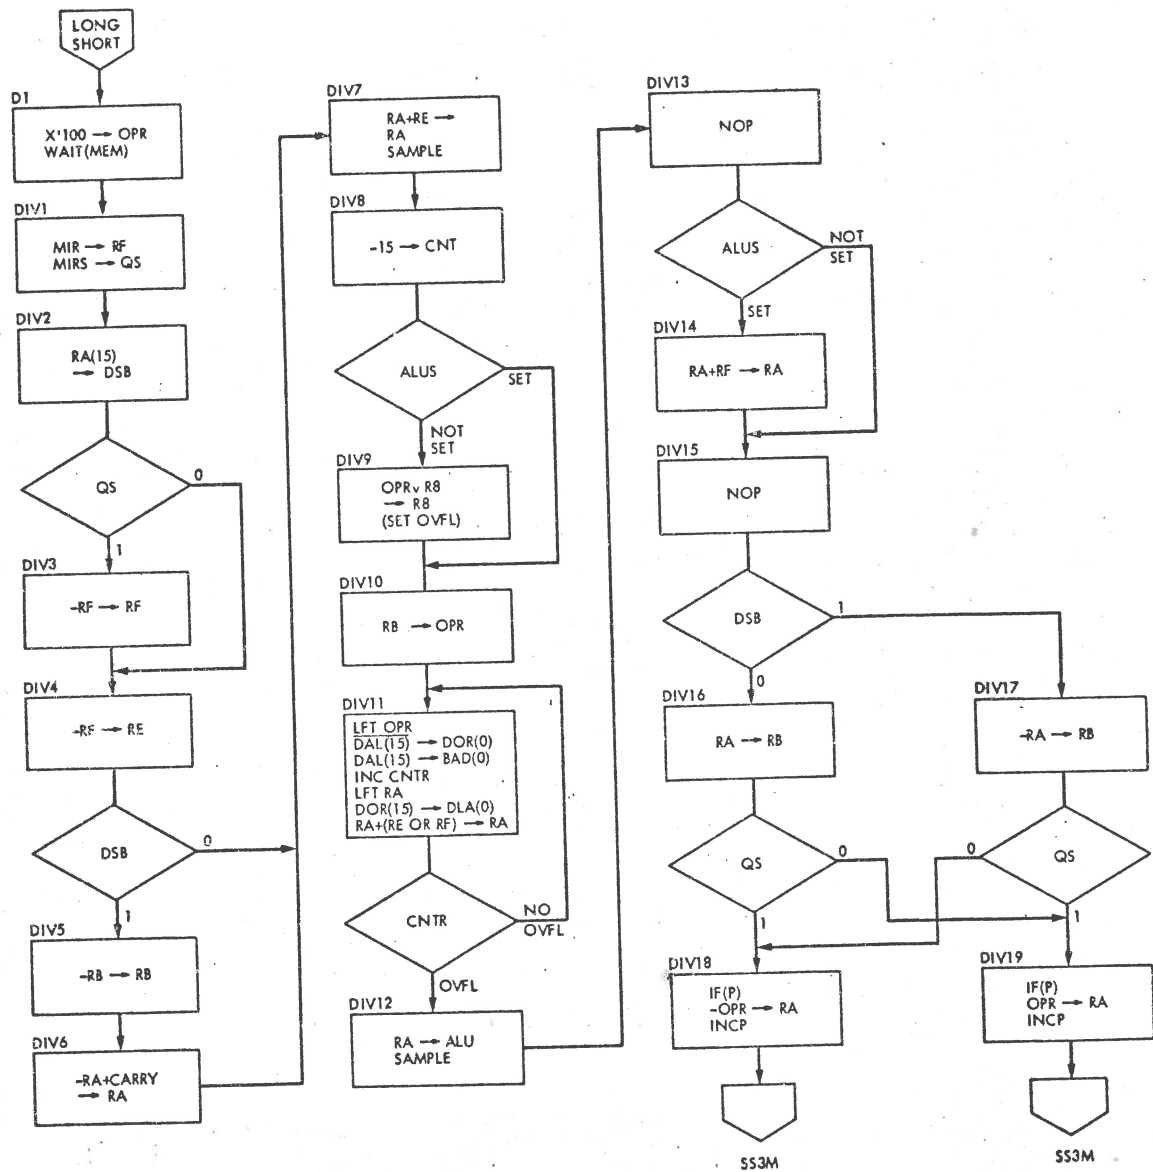 LONG
SHORT
D1
X'100 → OPR
WAIT(MEM)
DIV1
MIR → RF
MIRS → QS
DIV2
RA(15)
→ DSB
QS
0
1
DIV3
-RF → RF
DIV4
-RF → RE
DSB
0
1
DIV5
-RB → RB
DIV6
-RA+CARRY
→ RA
DIV7
RA+RE →
RA
SAMPLE
DIV8
-15 → CNT
ALUS
SET
NOT
SET
DIV9
OPRv R8
→ R8
(SET OVFL)
DIV10
RB → OPR
DIV11
LFT OPR
DAL(15) → DOR(0)
DAL(15) → BAD(0)
INC CNTR
LFT RA
DOR(15) → DLA(0)
RA+(RE OR RF) → RA
CNTR
NO
OVFL
OVFL
DIV12
RA → ALU
SAMPLE
DIV13
NOP
ALUS
NOT
SET
SET
DIV14
RA+RF → RA
DIV15
NOP
DSB
1
0
DIV16
RA → RB
QS
0
1
DIV17
-RA → RB
QS
0
1
DIV18
IF(P)
-OPR → RA
INCP
SS3M
DIV19
IF(P)
OPR → RA
INCP
SS3M